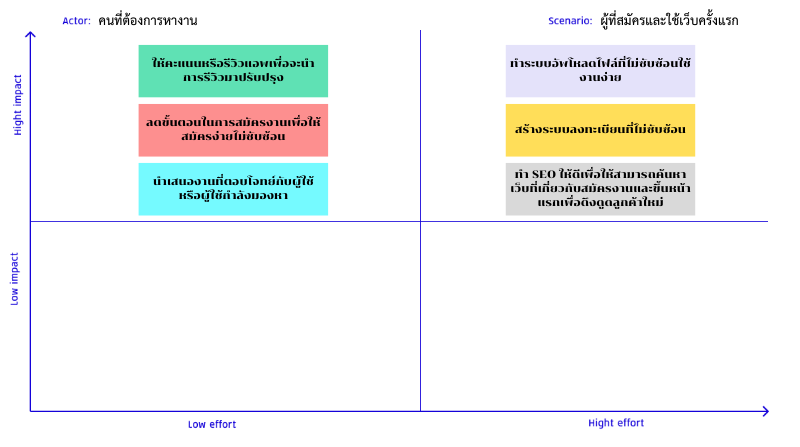 Actor: คนที่ต้องการหางาน
Scenario: ผู้ที่สมัครและใช้เว็บครั้งแรก
Hight impact
ให้คะแนนหรือรีวิวแอพเพื่อจะนำ
การรีวิวมาปรับปรุง
ทำระบบอัพโหลดไฟล์ที่ไม่ซับซ้อนใช้
งานง่าย
ลดขั้นตอนในการสมัครงานเพื่อให้
สมัครง่ายไม่ซับซ้อน
สร้างระบบลงทะเบียนที่ไม่ซับซ้อน
นำเสนองานที่ตอบโจทย์กับผู้ใช้
หรือผู้ใช้กำลังมองหา
ทำ SEO ให้ดีเพื่อให้สามารถค้นหา
เว็บที่เกี่ยวกับสมัครงานและขึ้นหน้า
แรกเพื่อดึงดูดลูกค้าใหม่
Low impact
Low effort
Hight effort